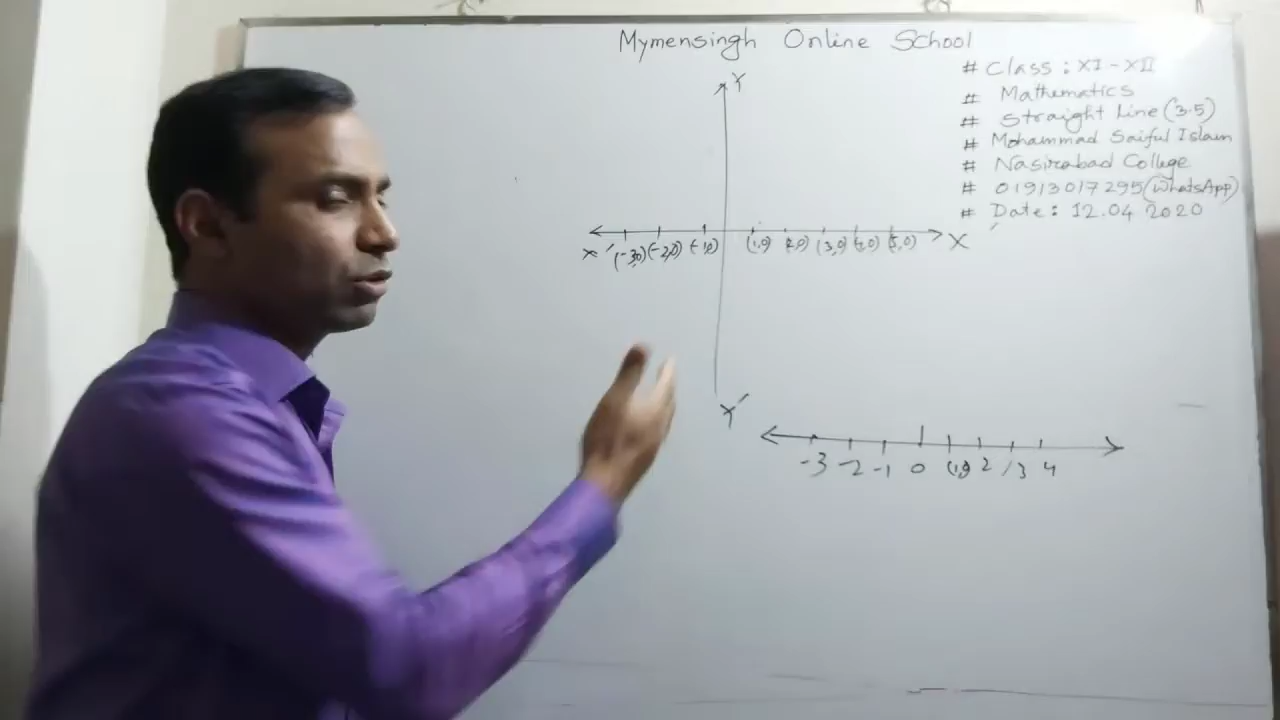 Mymensingh Online School
# Class : XI - XII
# Mathematics
# Straight Line (3.5)
# Mohammad Saiful Islam
# Nasirabad College
# 01913017295 (WhatsApp)
# Date : 12.04 2020
Y
X
X′ (-3,0) (-2,0) (-1,0) (1,0) (2,0) (3,0) (4,0) (5,0)
Y′
-3 -2 -1 0 2 3 4